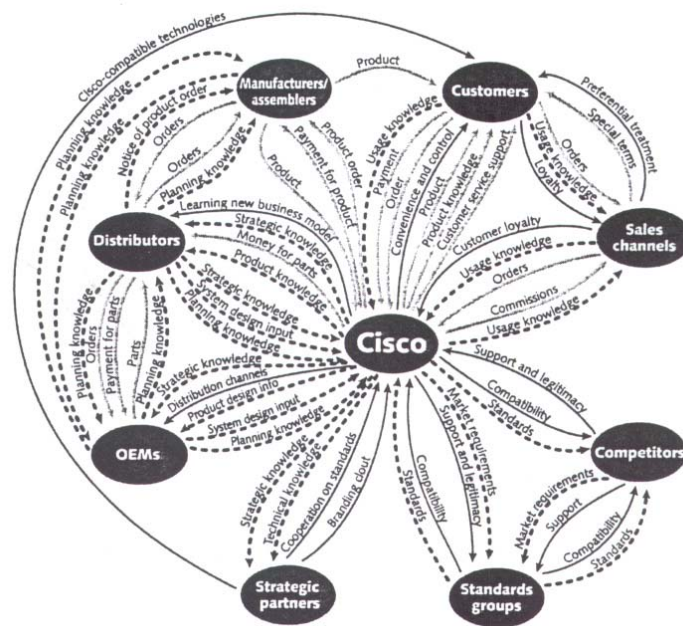 Cisco-compatible technologies
Planning knowledge
Planning knowledge
Notice of product order
Orders
Orders
Planning knowledge
Manufacturers/
assemblers
Product
Customers
Product
Payment for product
Product order
Usage knowledge
Payment
Order
Convenience and control
Product
Product knowledge
Customer service support
Preferential treatment
Special terms
Orders
Usage knowledge
Loyalty
Sales
channels
Distributors
Learning new business model
Strategic knowledge
Money for parts
Product knowledge
Strategic knowledge
System design input
Planning knowledge
Customer loyalty
Usage knowledge
Orders
Commissions
Usage knowledge
Cisco
Planning knowledge
Orders
Payment for parts
Parts
Planning knowledge
Strategic knowledge
Distribution channels
Product design info
System design input
Planning knowledge
OEMs
Support and legitimacy
Compatibility
Standards
Competitors
Strategic knowledge
Technical knowledge
Cooperation on standards
Branding clout
Standards
Compatibility
Support and legitimacy
Market requirements
Market requirements
Support
Compatibility
Standards
Strategic
partners
Standards
groups